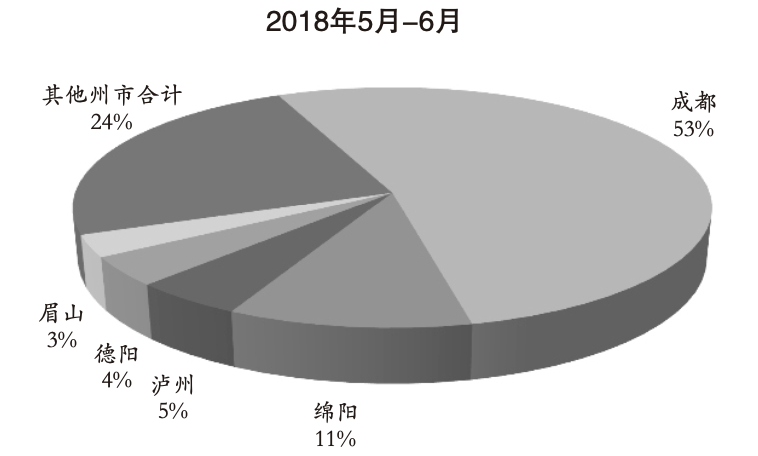 2018年5月–6月
其他州市合计
24%
成都
53%
眉山
3%
德阳
4%
泸州
5%
绵阳
11%